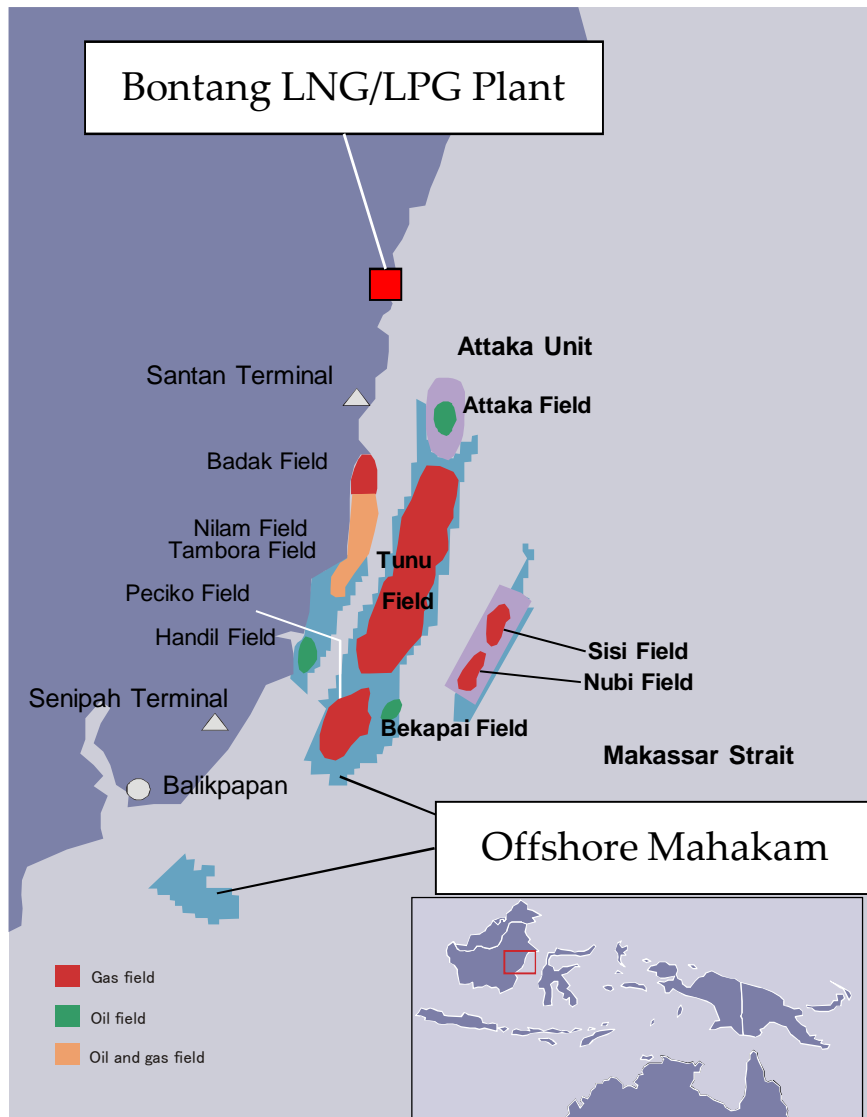 Bontang LNG/LPG Plant
Attaka Unit
Santan Terminal
Attaka Field
Badak Field
Nilam Field
Tambora Field
Tunu
Field
Peciko Field
Handil Field
Sisi Field
Nubi Field
Senipah Terminal
Bekapai Field
Makassar Strait
Balikpapan
Offshore Mahakam
Gas field
Oil field
Oil and gas field